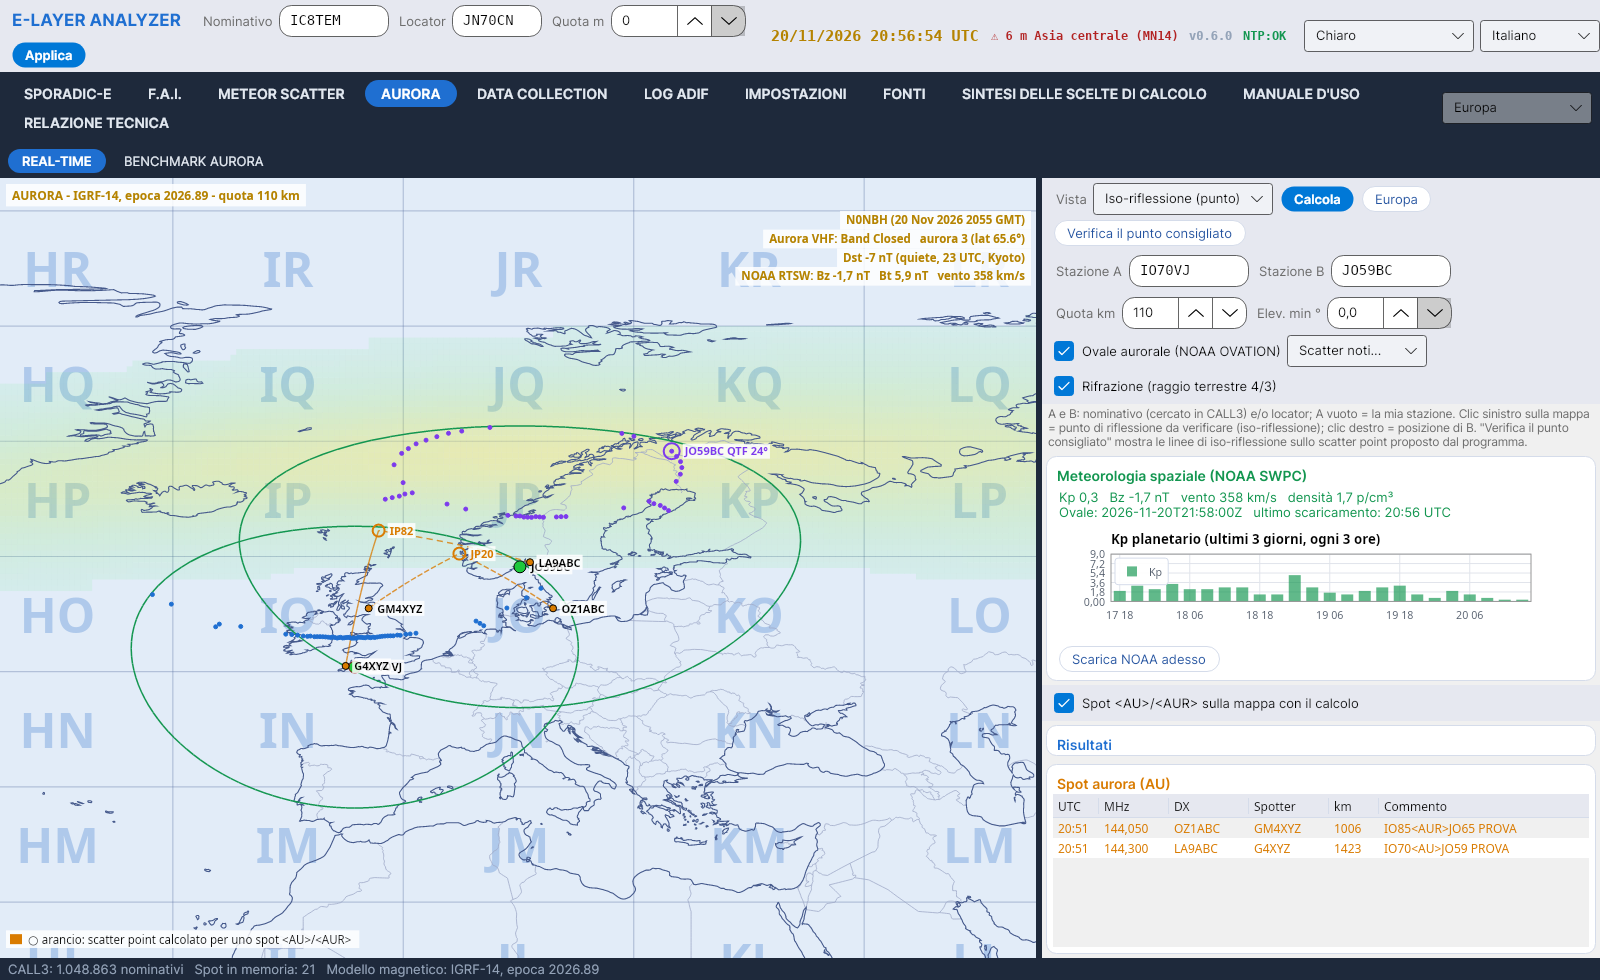 E-LAYER ANALYZER Nominativo IC8TEM Locator JN70CN Quota m 0
20/11/2026 20:56:54 UTC ⚠ 6 m Asia centrale (MN14) v0.6.0 NTP:OK Chiaro Italiano
Applica
SPORADIC-E F.A.I. METEOR SCATTER AURORA DATA COLLECTION LOG ADIF IMPOSTAZIONI FONTI SINTESI DELLE SCELTE DI CALCOLO MANUALE D'USO
RELAZIONE TECNICA
Europa
REAL-TIME BENCHMARK AURORA
AURORA - IGRF-14, epoca 2026.89 - quota 110 km
N0NBH (20 Nov 2026 2055 GMT)
Aurora VHF: Band Closed aurora 3 (lat 65.6°)
Dst -7 nT (quiete, 23 UTC, Kyoto)
NOAA RTSW: Bz -1,7 nT Bt 5,9 nT vento 358 km/s
HR IR JR KR
HQ IQ JQ KQ LQ
JO59BC QTF 24°
HP IP JP KP LP
IP82
JP20
LA9ABC
HO IO JO KO LO
GM4XYZ OZ1ABC
G4XYZ VJ
HN IN JN KN LN
HM IM JM KM LM
○ arancio: scatter point calcolato per uno spot <AU>/<AUR>
Vista Iso-riflessione (punto) Calcola Europa
Verifica il punto consigliato
Stazione A IO70VJ Stazione B JO59BC
Quota km 110 Elev. min ° 0,0
Ovale aurorale (NOAA OVATION) Scatter noti...
Rifrazione (raggio terrestre 4/3)
A e B: nominativo (cercato in CALL3) e/o locator; A vuoto = la mia stazione. Clic sinistro sulla mappa
= punto di riflessione da verificare (iso-riflessione); clic destro = posizione di B. "Verifica il punto
consigliato" mostra le linee di iso-riflessione sullo scatter point proposto dal programma.
Meteorologia spaziale (NOAA SWPC)
Kp 0,3 Bz -1,7 nT vento 358 km/s densità 1,7 p/cm³
Ovale: 2026-11-20T21:58:00Z ultimo scaricamento: 20:56 UTC
Kp planetario (ultimi 3 giorni, ogni 3 ore)
9,0
7,2
5,4
3,6
1,8
0,00
Kp
17 18 18 06 18 18 19 06 19 18 20 06
Scarica NOAA adesso
Spot <AU>/<AUR> sulla mappa con il calcolo
Risultati
Spot aurora (AU)
UTC MHz DX Spotter km Commento
20:51 144,050 OZ1ABC GM4XYZ 1006 IO85<AUR>JO65 PROVA
20:51 144,300 LA9ABC G4XYZ 1423 IO70<AU>JO59 PROVA
CALL3: 1.048.863 nominativi Spot in memoria: 21 Modello magnetico: IGRF-14, epoca 2026.89